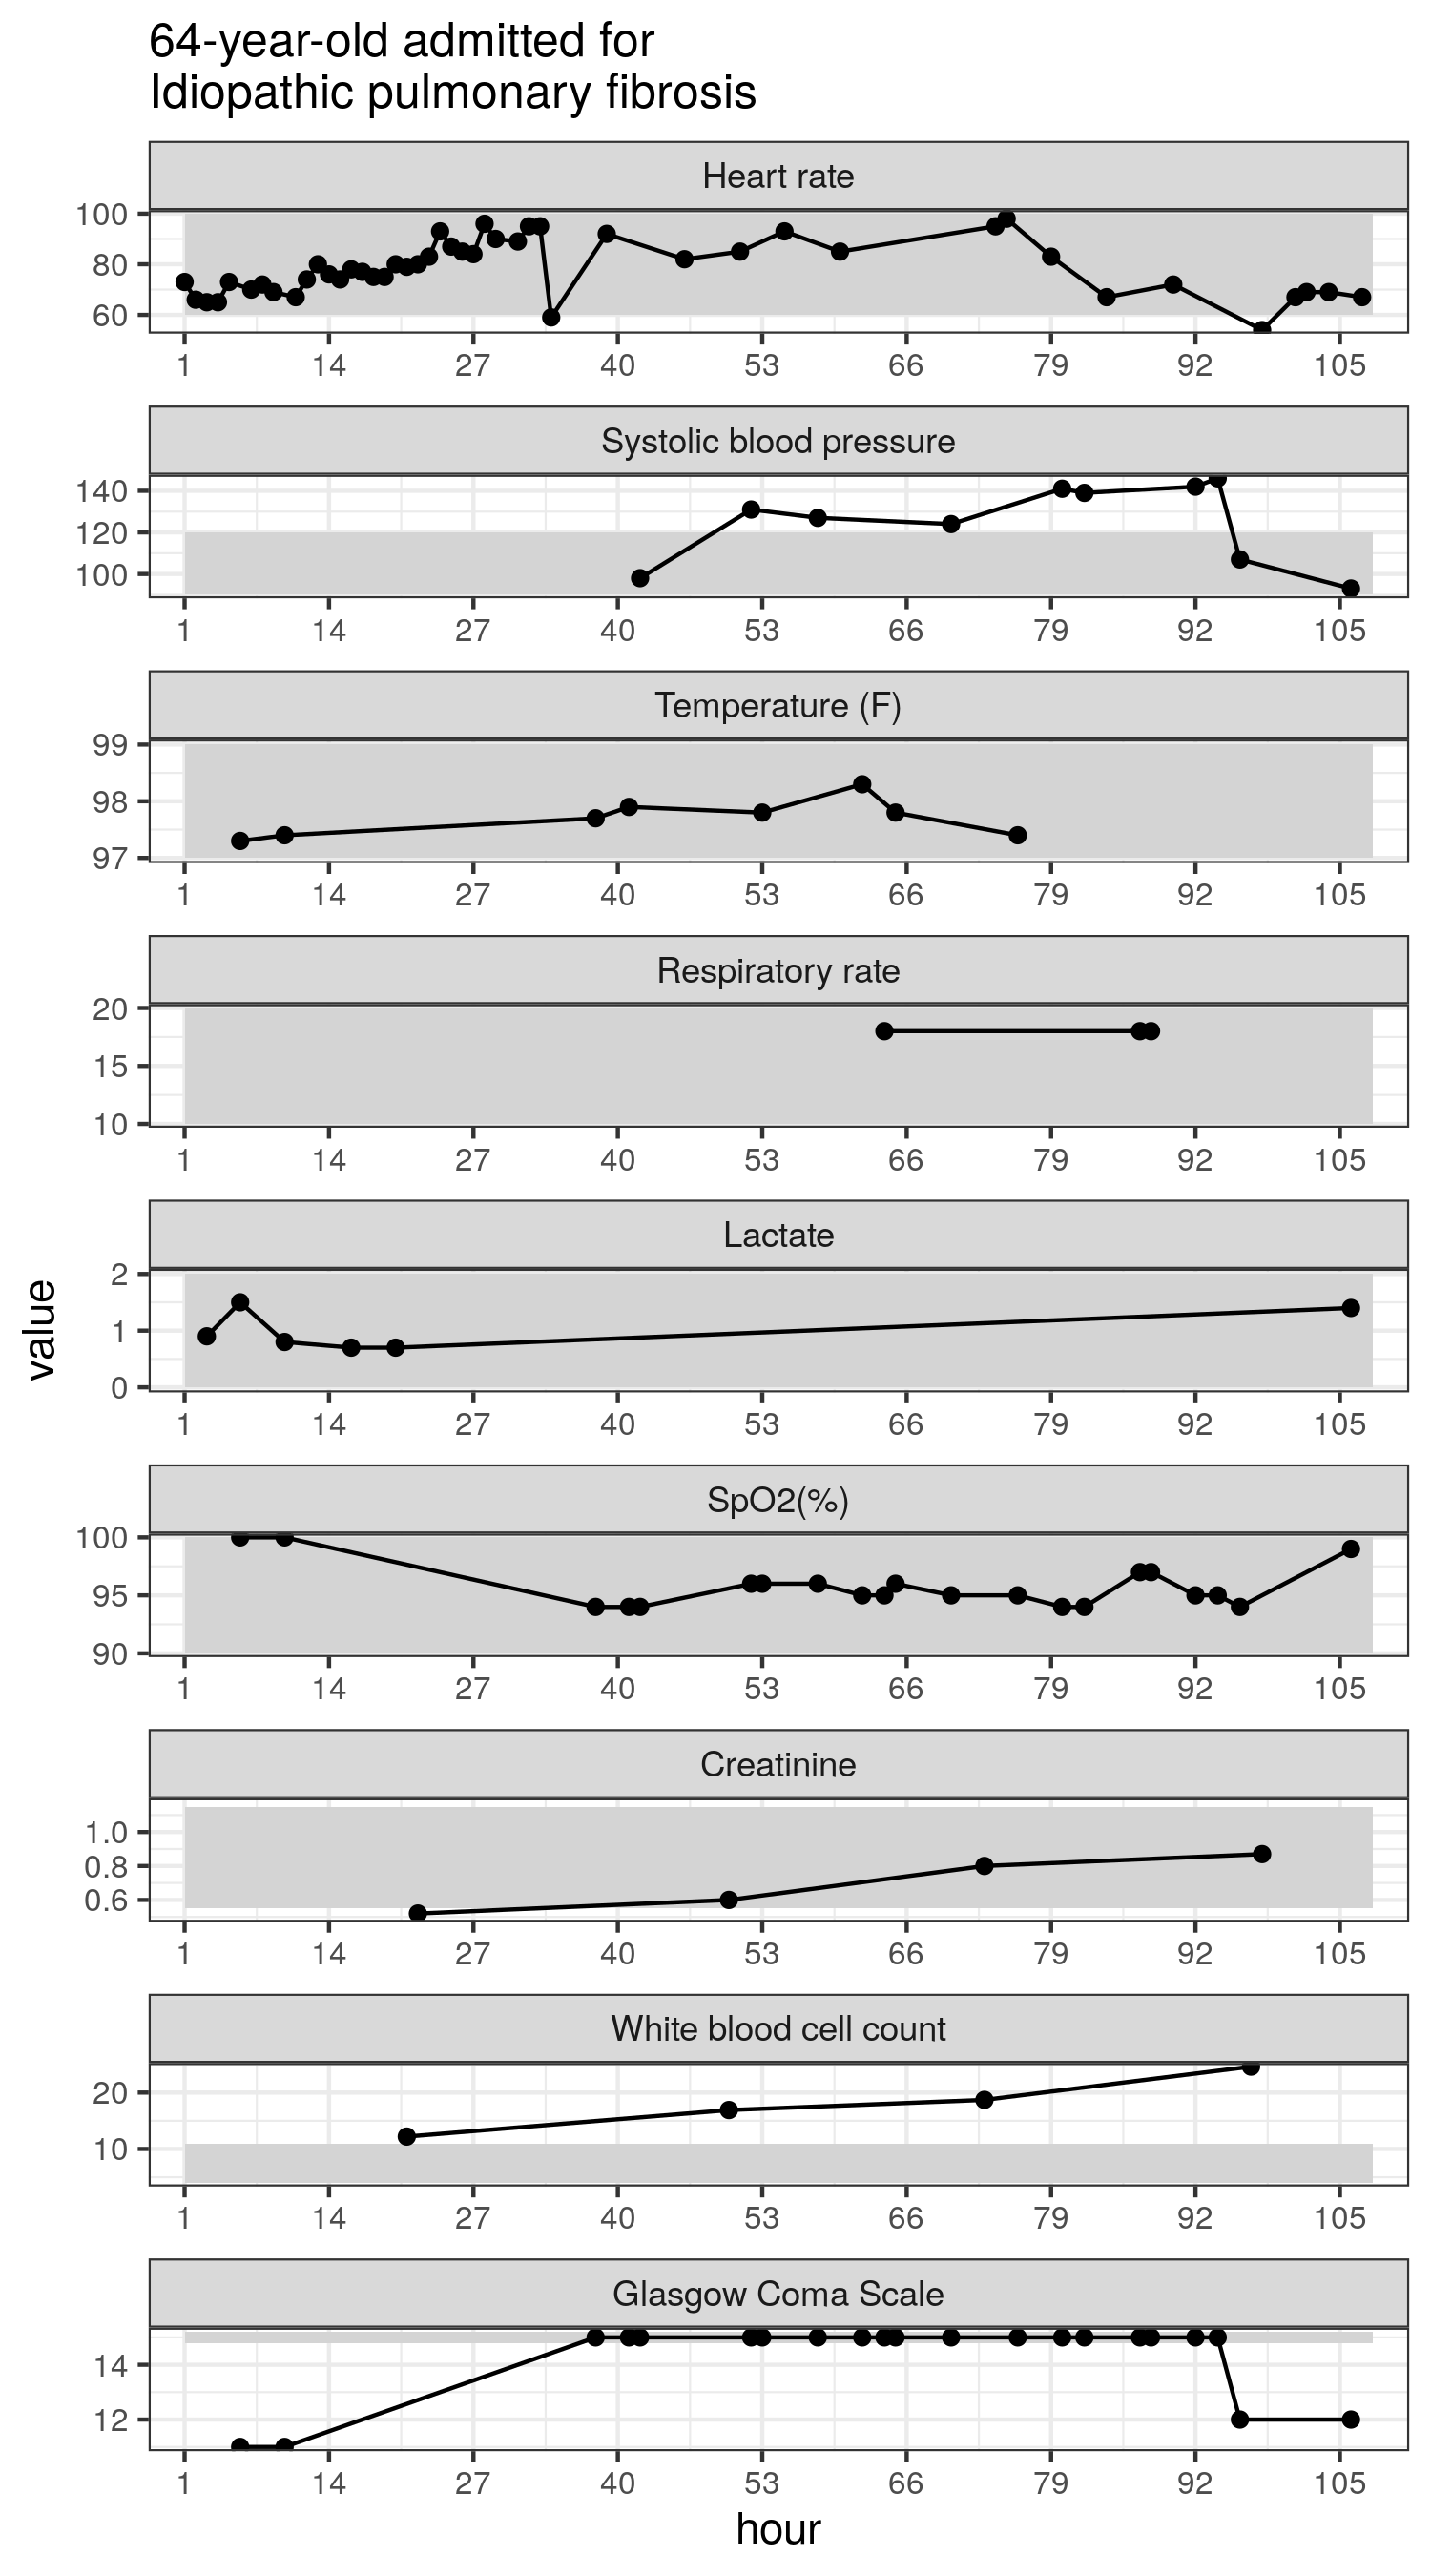 64-year-old admitted for
Idiopathic pulmonary fibrosis
Heart rate
100
80
60
1 14 27 40 53 66 79 92 105
Systolic blood pressure
140
120
100
1 14 27 40 53 66 79 92 105
Temperature (F)
99
98
97
1 14 27 40 53 66 79 92 105
Respiratory rate
20
15
10
1 14 27 40 53 66 79 92 105
Lactate
2
1
0
1 14 27 40 53 66 79 92 105
value
SpO2(%)
100
95
90
1 14 27 40 53 66 79 92 105
Creatinine
1.0
0.8
0.6
1 14 27 40 53 66 79 92 105
White blood cell count
20
10
1 14 27 40 53 66 79 92 105
Glasgow Coma Scale
14
12
1 14 27 40 53 66 79 92 105
hour